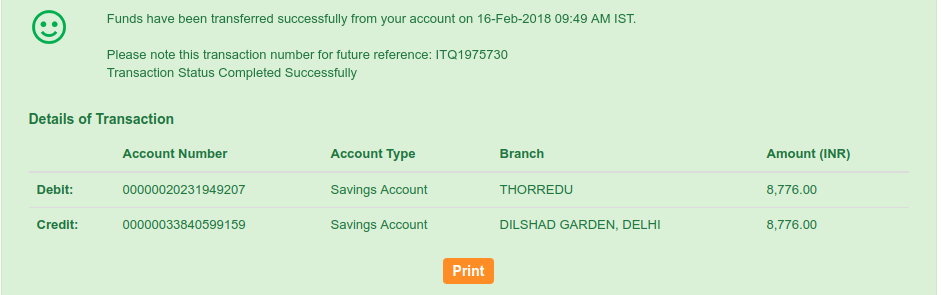 Funds have been transferred successfully from your account on 16-Feb-2018 09:49 AM IST.
Please note this transaction number for future reference: ITQ1975730
Transaction Status Completed Successfully
Details of Transaction
Account Number Account Type Branch Amount (INR)
Debit: 00000020231949207 Savings Account THORREDU 8,776.00
Credit: 00000033840599159 Savings Account DILSHAD GARDEN, DELHI 8,776.00
Print